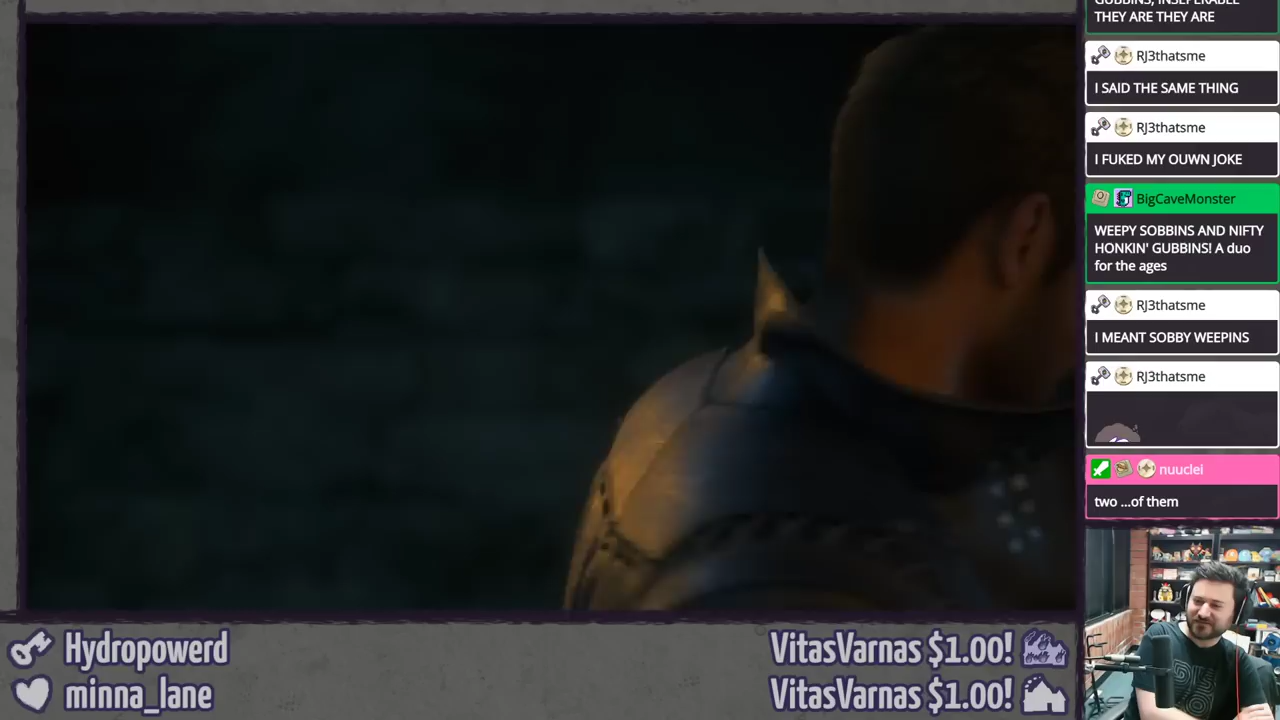 GUBBINS, INSEPERABLE
THEY ARE THEY ARE
RJ3thatsme
I SAID THE SAME THING
RJ3thatsme
I FUKED MY OUWN JOKE
BigCaveMonster
WEEPY SOBBINS AND NIFTY
HONKIN' GUBBINS! A duo
for the ages
RJ3thatsme
I MEANT SOBBY WEEPINS
RJ3thatsme
nuuclei
two ...of them
Hydropowerd
minna_lane
VitasVarnas $1.00!
VitasVarnas $1.00!